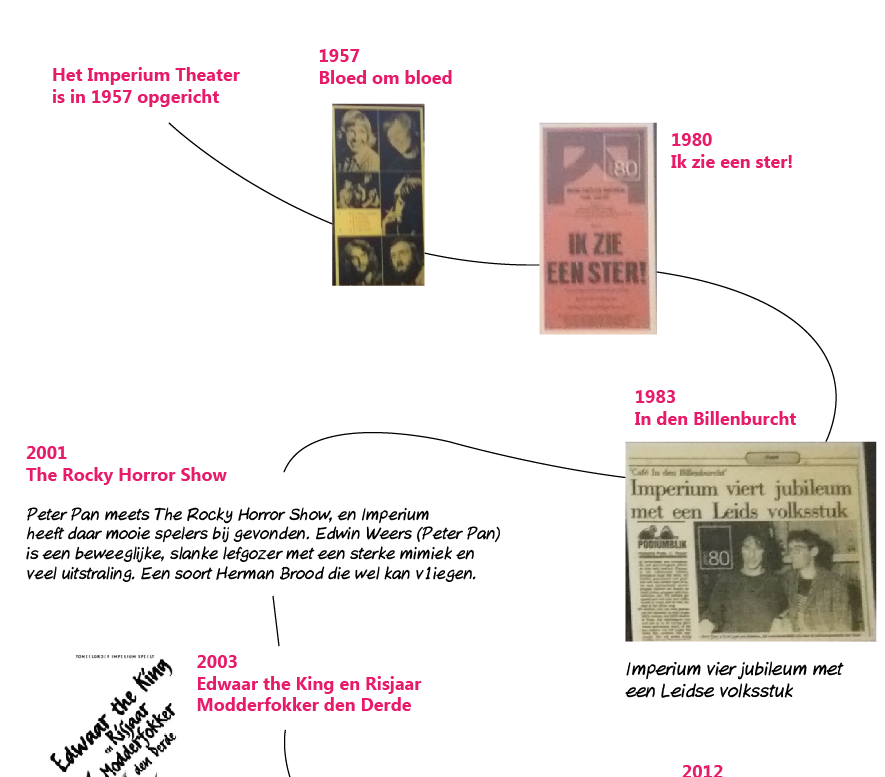 Het Imperium Theater
is in 1957 opgericht
1957
Bloed om bloed
1980
Ik zie een ster!
80
IK ZIE
EEN STER!
1983
In den Billenburcht
'Café In den Billenburcht'
Imperium viert jubileum
met een Leids volksstuk
PODIUMBLIK
80
Imperium vier jubileum met
een Leidse volksstuk
2001
The Rocky Horror Show
Peter Pan meets The Rocky Horror Show, en Imperium
heeft daar mooie spelers bij gevonden. Edwin Weers (Peter Pan)
is een beweeglijke, slanke lefgozer met een sterke mimiek en
veel uitstraling. Een soort Herman Brood die wel kan v1iegen.
2003
Edwaar the King en Risjaar
Modderfokker den Derde
TONEELGROEP IMPERIUM SPEELT
Edwaar the King
en Risjaar
Modderfokker
den Derde
2012